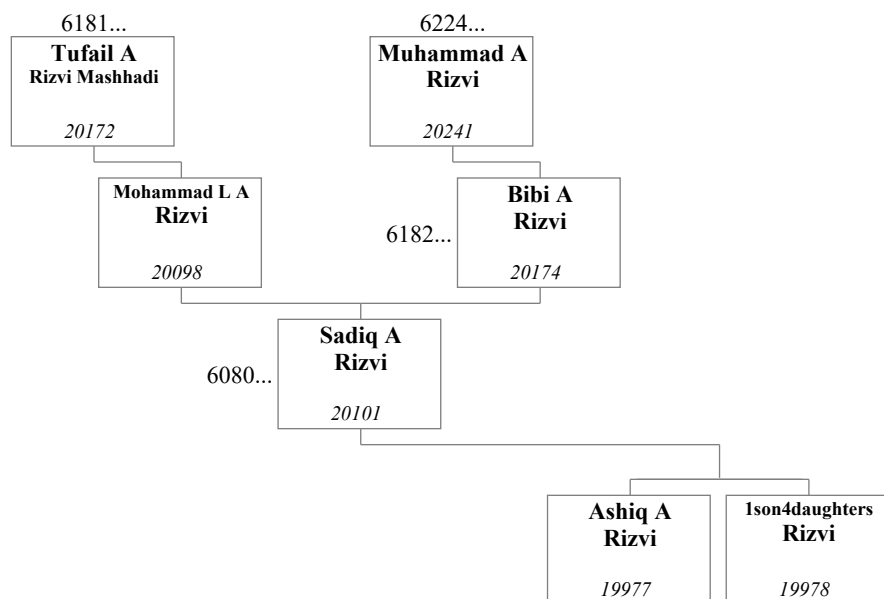 6181...
Tufail A
Rizvi Mashhadi
20172
6224...
Muhammad A
Rizvi
20241
Mohammad L A
Rizvi
20098
6182...
Bibi A
Rizvi
20174
6080...
Sadiq A
Rizvi
20101
Ashiq A
Rizvi
19977
1son4daughters
Rizvi
19978